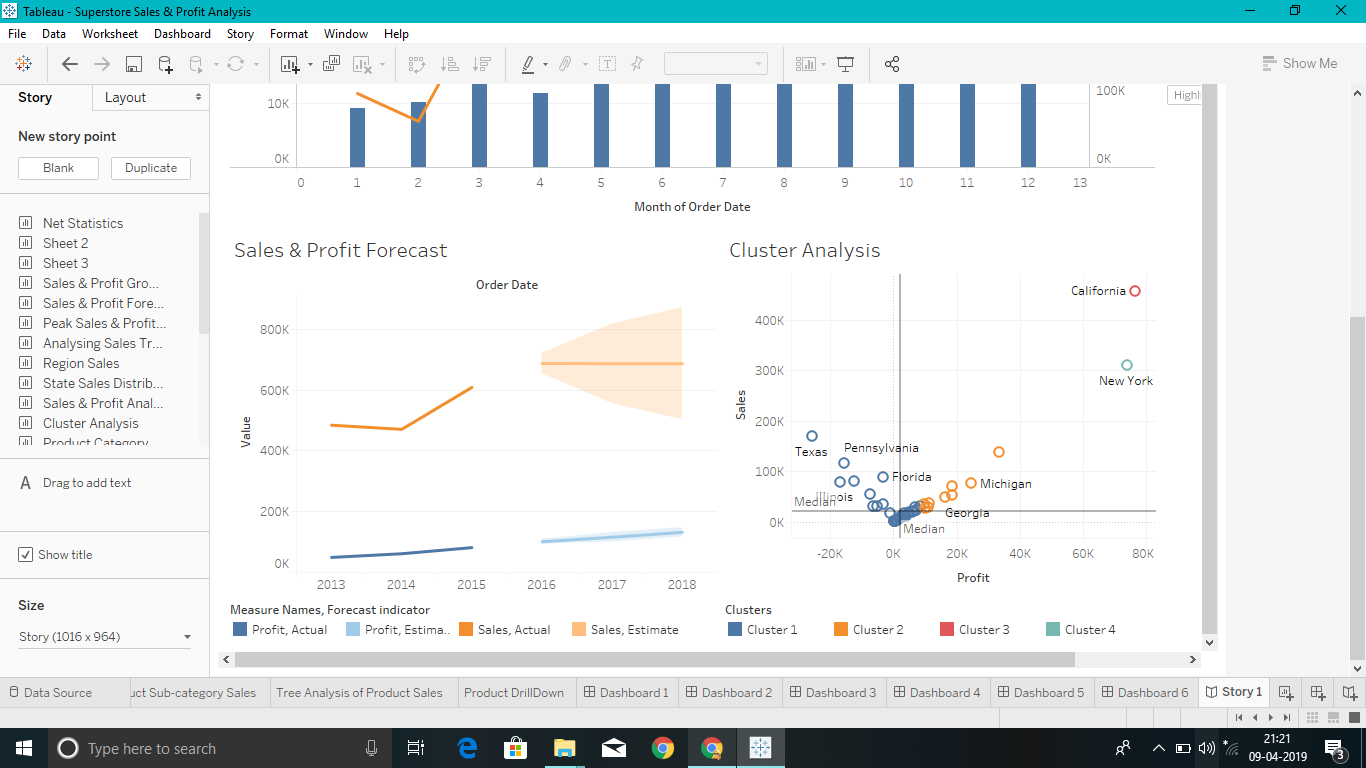 Tableau - Superstore Sales & Profit Analysis
File Data Worksheet Dashboard Story Format Window Help
Show Me
Story Layout
New story point
Blank Duplicate
Net Statistics
Sheet 2
Sheet 3
Sales & Profit Gro...
Sales & Profit Fore...
Peak Sales & Profit...
Analysing Sales Tr...
Region Sales
State Sales Distrib...
Sales & Profit Anal...
Cluster Analysis
Product Category
A Drag to add text
Show title
Size
Story (1016 x 964)
10K 100K
Highli
0K 0K
0 1 2 3 4 5 6 7 8 9 10 11 12 13
Month of Order Date
Sales & Profit Forecast
Order Date
800K
600K
400K
200K
0K
Value
2013 2014 2015 2016 2017 2018
Measure Names, Forecast indicator
Profit, Actual Profit, Estima.. Sales, Actual Sales, Estimate
Cluster Analysis
California
400K
300K
New York
Sales
200K
Texas Pennsylvania
100K
Florida
Michigan
Illinois
Median
Georgia
0K
Median
-20K 0K 20K 40K 60K 80K
Profit
Clusters
Cluster 1 Cluster 2 Cluster 3 Cluster 4
Data Source uct Sub-category Sales Tree Analysis of Product Sales Product DrillDown Dashboard 1 Dashboard 2 Dashboard 3 Dashboard 4 Dashboard 5 Dashboard 6 Story 1
Type here to search
21:21
09-04-2019
3